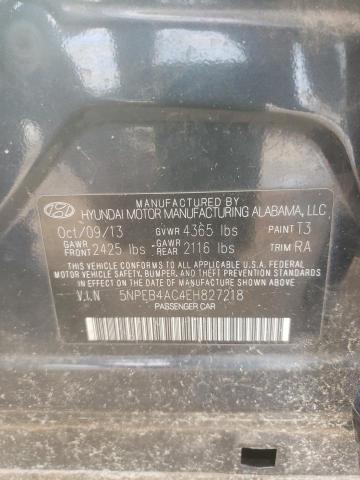 MANUFACTURED BY
HYUNDAI MOTOR MANUFACTURING ALABAMA, LLC
Oct/09/13 GVWR 4365 lbs PAINT T3
GAWR FRONT 2425 lbs GAWR REAR 2116 lbs TRIM RA
THIS VEHICLE CONFORMS TO ALL APPLICABLE U.S. FEDERAL
MOTOR VEHICLE SAFETY, BUMPER, AND THEFT PREVENTION
STANDARDS IN EFFECT ON THE DATE OF MANUFACTURE SHOWN ABOVE.
V.I.N 5NPEB4AC4EH827218
PASSENGER CAR